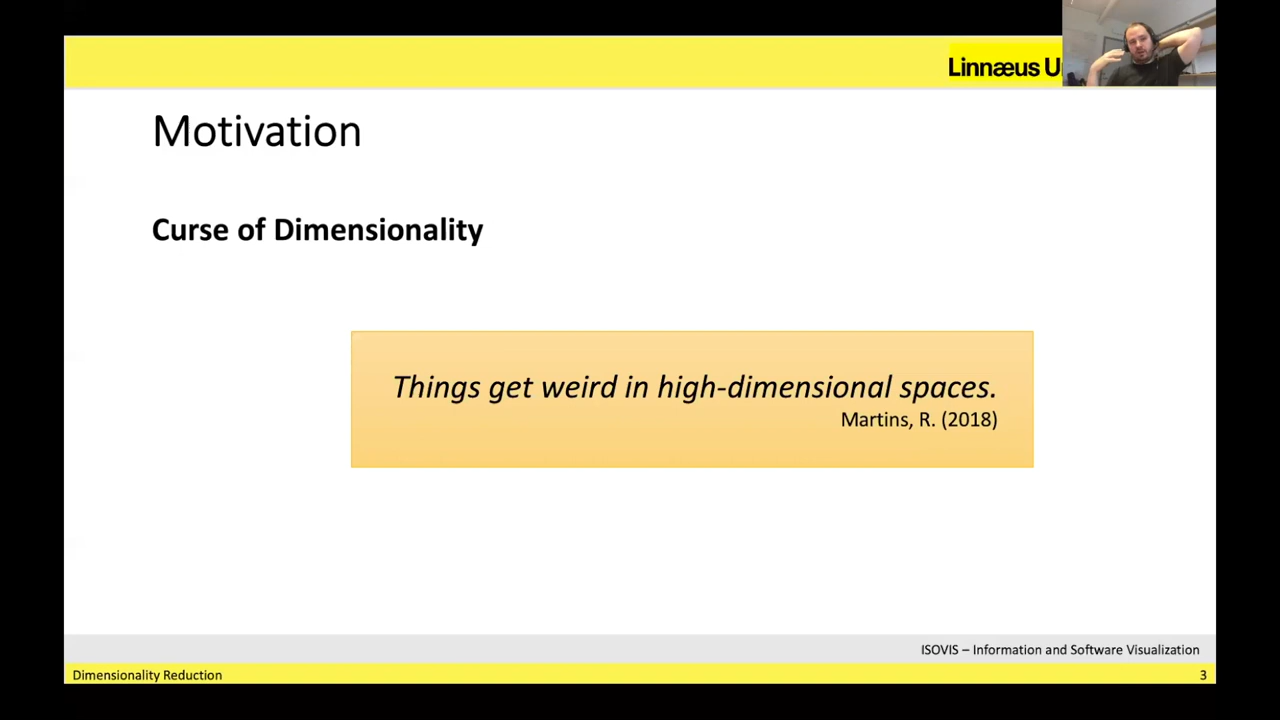 Linnæus U
Motivation
Curse of Dimensionality
Things get weird in high-dimensional spaces.
Martins, R. (2018)
ISOVIS – Information and Software Visualization
Dimensionality Reduction
3